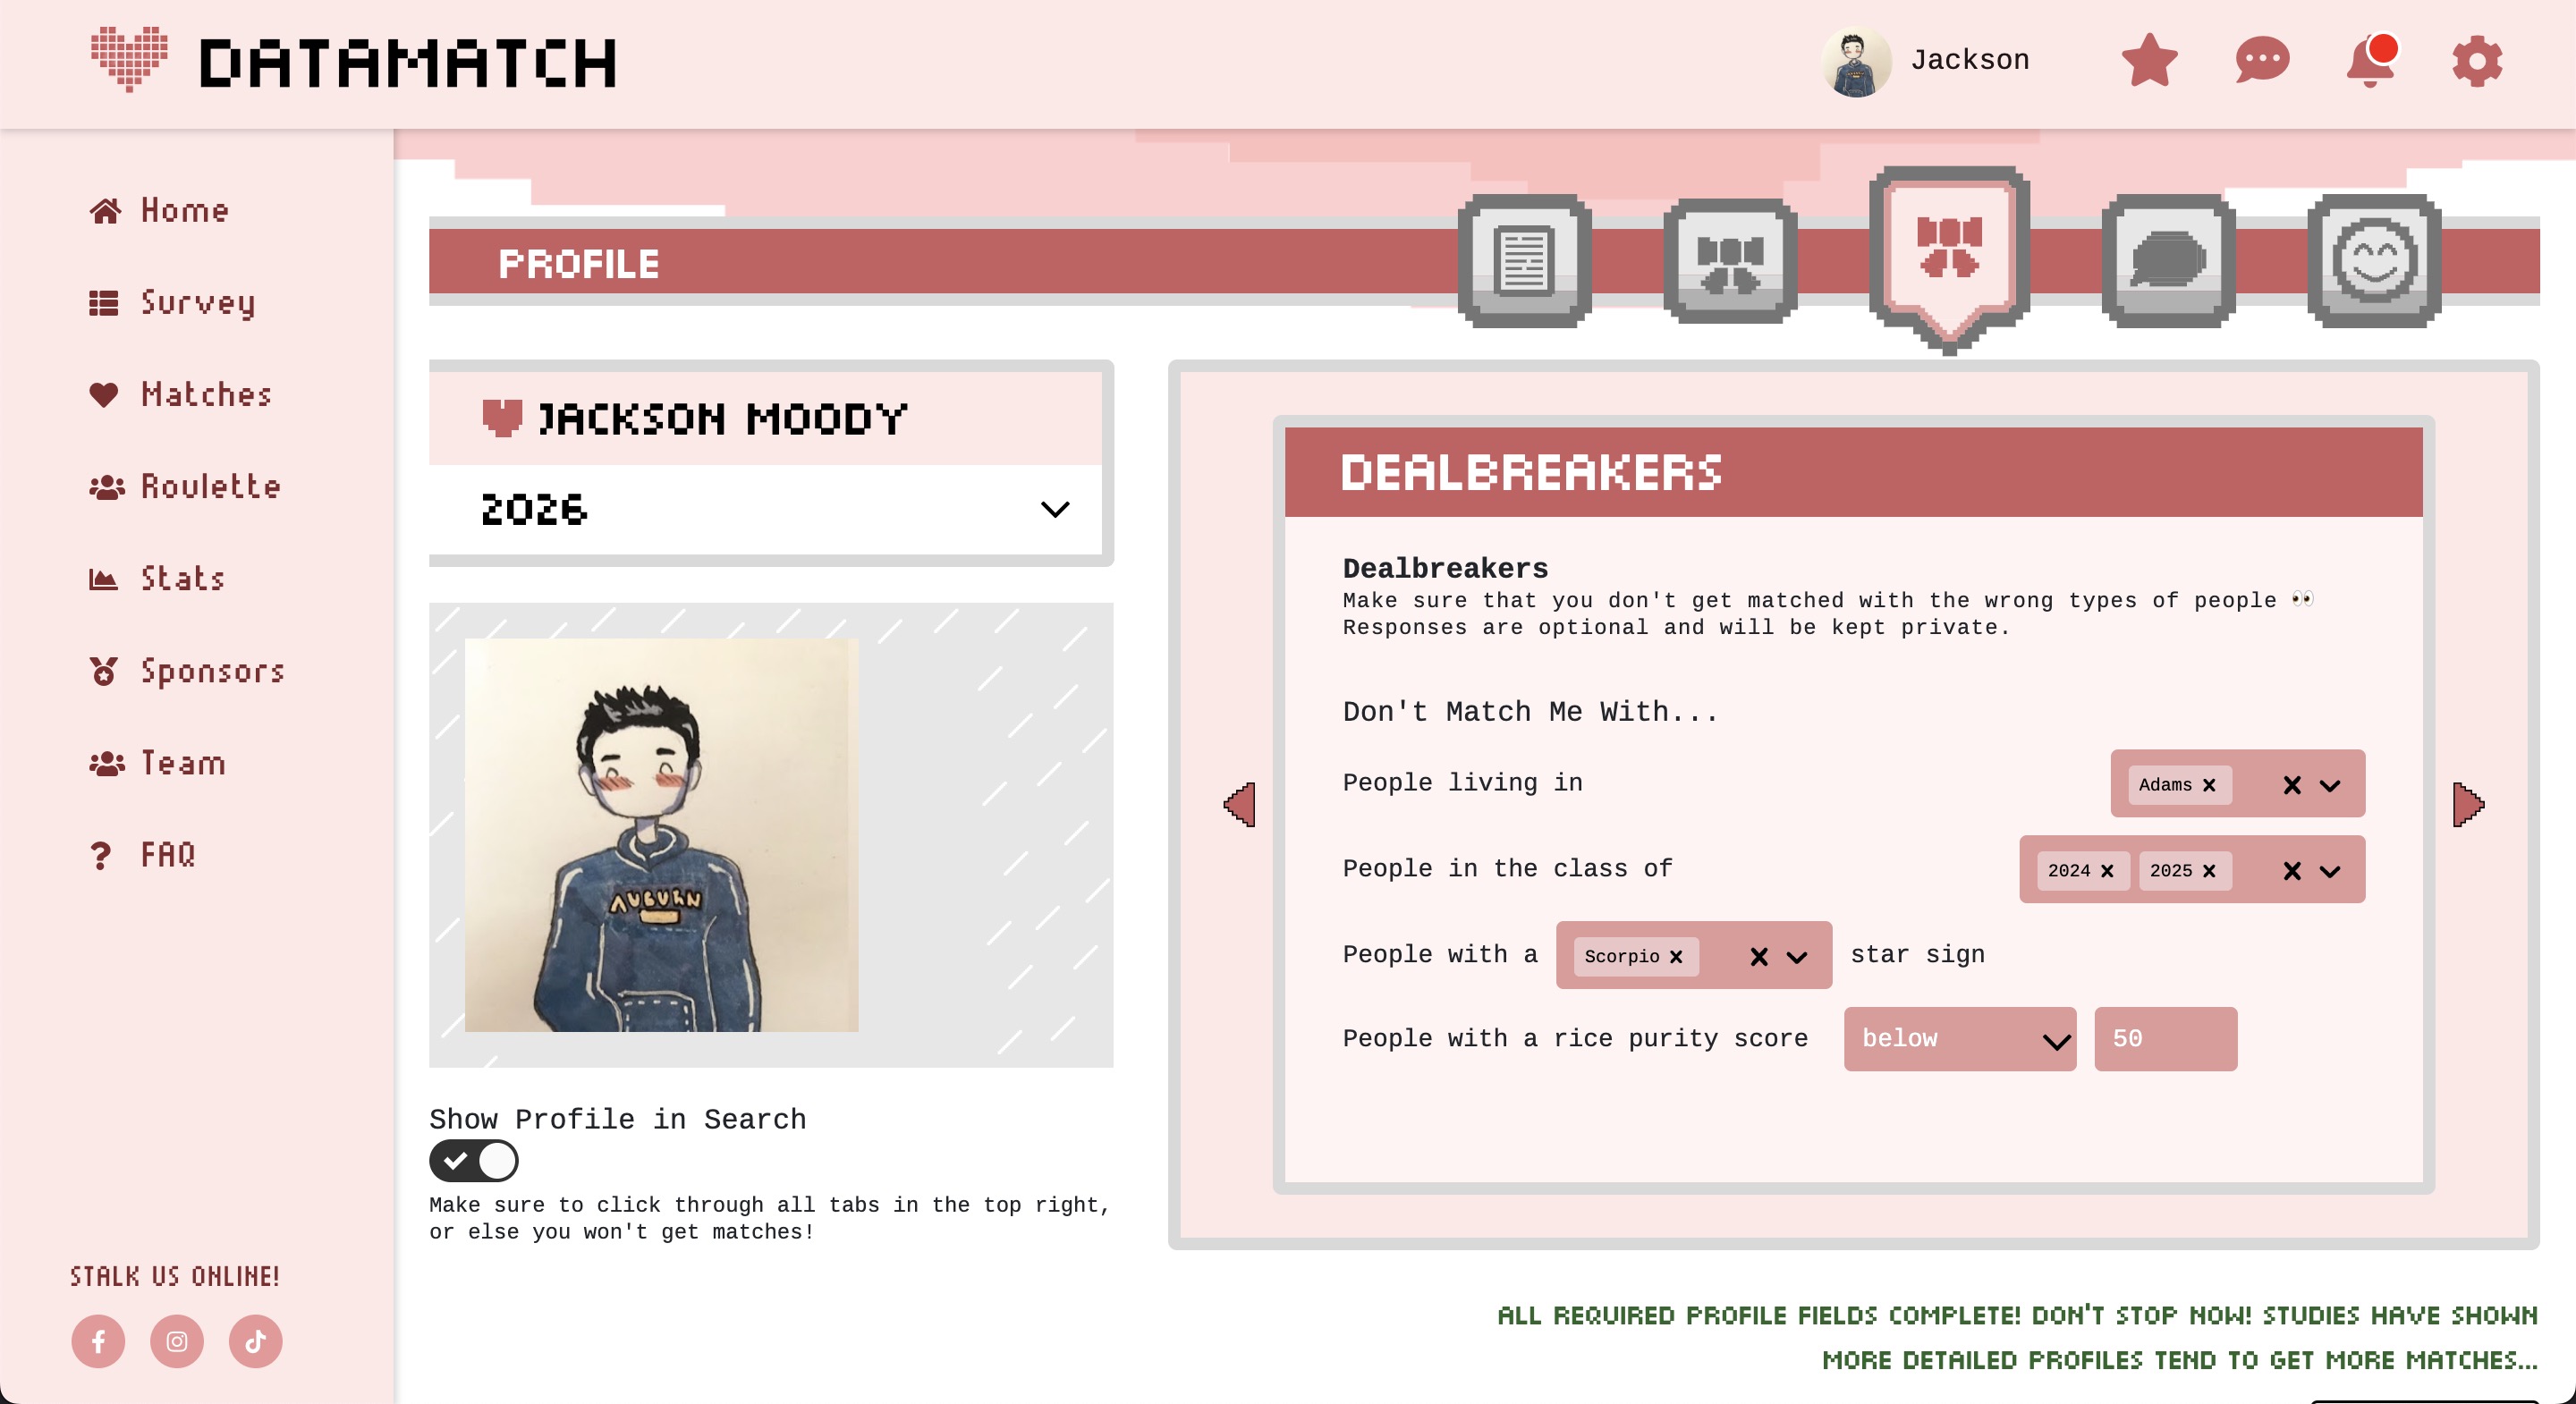 DATAMATCH
Jackson
Home
Survey
Matches
Roulette
Stats
Sponsors
Team
FAQ
STALK US ONLINE!
PROFILE
JACKSON MOODY
2026
AUBURN
Show Profile in Search
Make sure to click through all tabs in the top right,
or else you won't get matches!
DEALBREAKERS
Dealbreakers
Make sure that you don't get matched with the wrong types of people 👀
Responses are optional and will be kept private.
Don't Match Me With...
People living in Adams
People in the class of 2024 2025
People with a Scorpio star sign
People with a rice purity score below 50
ALL REQUIRED PROFILE FIELDS COMPLETE! DON'T STOP NOW! STUDIES HAVE SHOWN
MORE DETAILED PROFILES TEND TO GET MORE MATCHES...